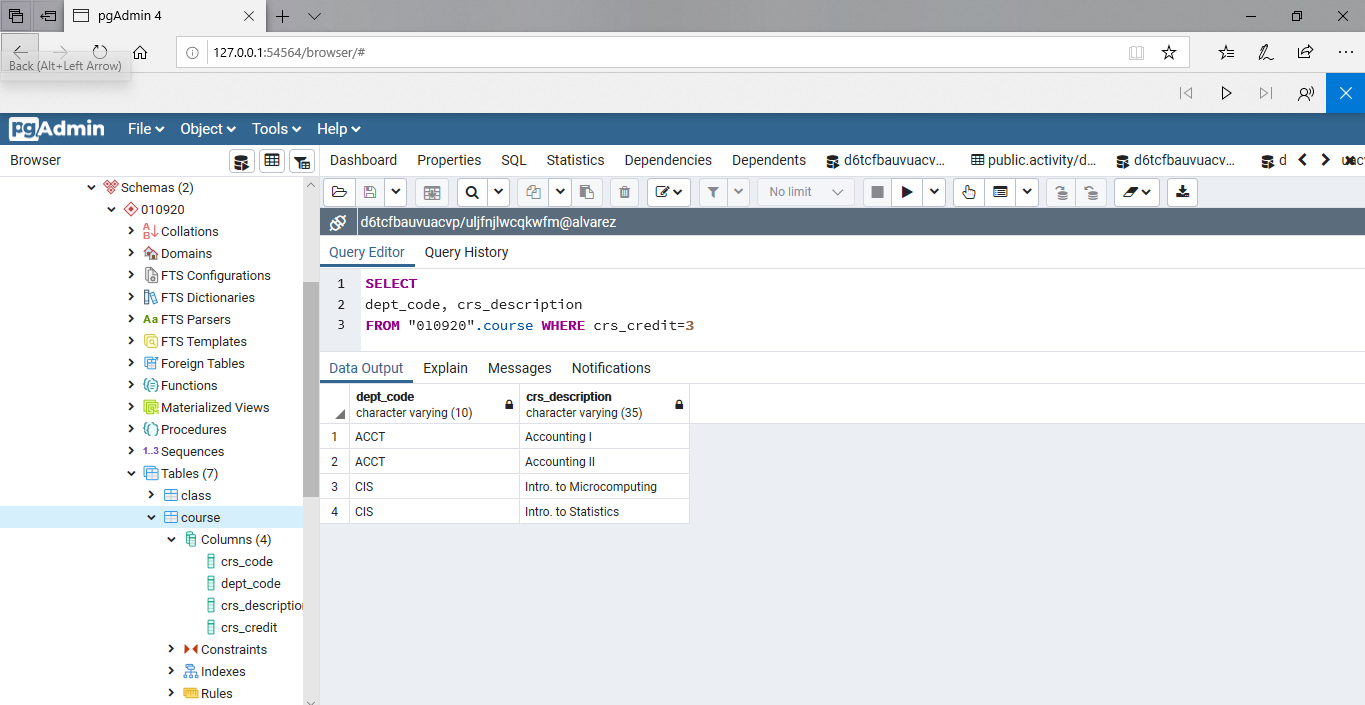 pgAdmin 4
127.0.0.1:54564/browser/#
Back (Alt+Left Arrow)
pgAdmin File Object Tools Help
Browser
Dashboard Properties SQL Statistics Dependencies Dependents d6tcfbauvuacv... public.activity/d... d6tcfbauvuacv... d
No limit
d6tcfbauvuacvp/uljfnjlwcqkwfm@alvarez
Query Editor Query History
1 SELECT
2 dept_code, crs_description
3 FROM "010920".course WHERE crs_credit=3
Data Output Explain Messages Notifications
dept_code crs_description
character varying (10) character varying (35)
1 ACCT Accounting I
2 ACCT Accounting II
3 CIS Intro. to Microcomputing
4 CIS Intro. to Statistics
Schemas (2)
010920
Collations
Domains
FTS Configurations
FTS Dictionaries
Aa FTS Parsers
FTS Templates
Foreign Tables
Functions
Materialized Views
Procedures
1..3 Sequences
Tables (7)
class
course
Columns (4)
crs_code
dept_code
crs_descriptio
crs_credit
Constraints
Indexes
Rules